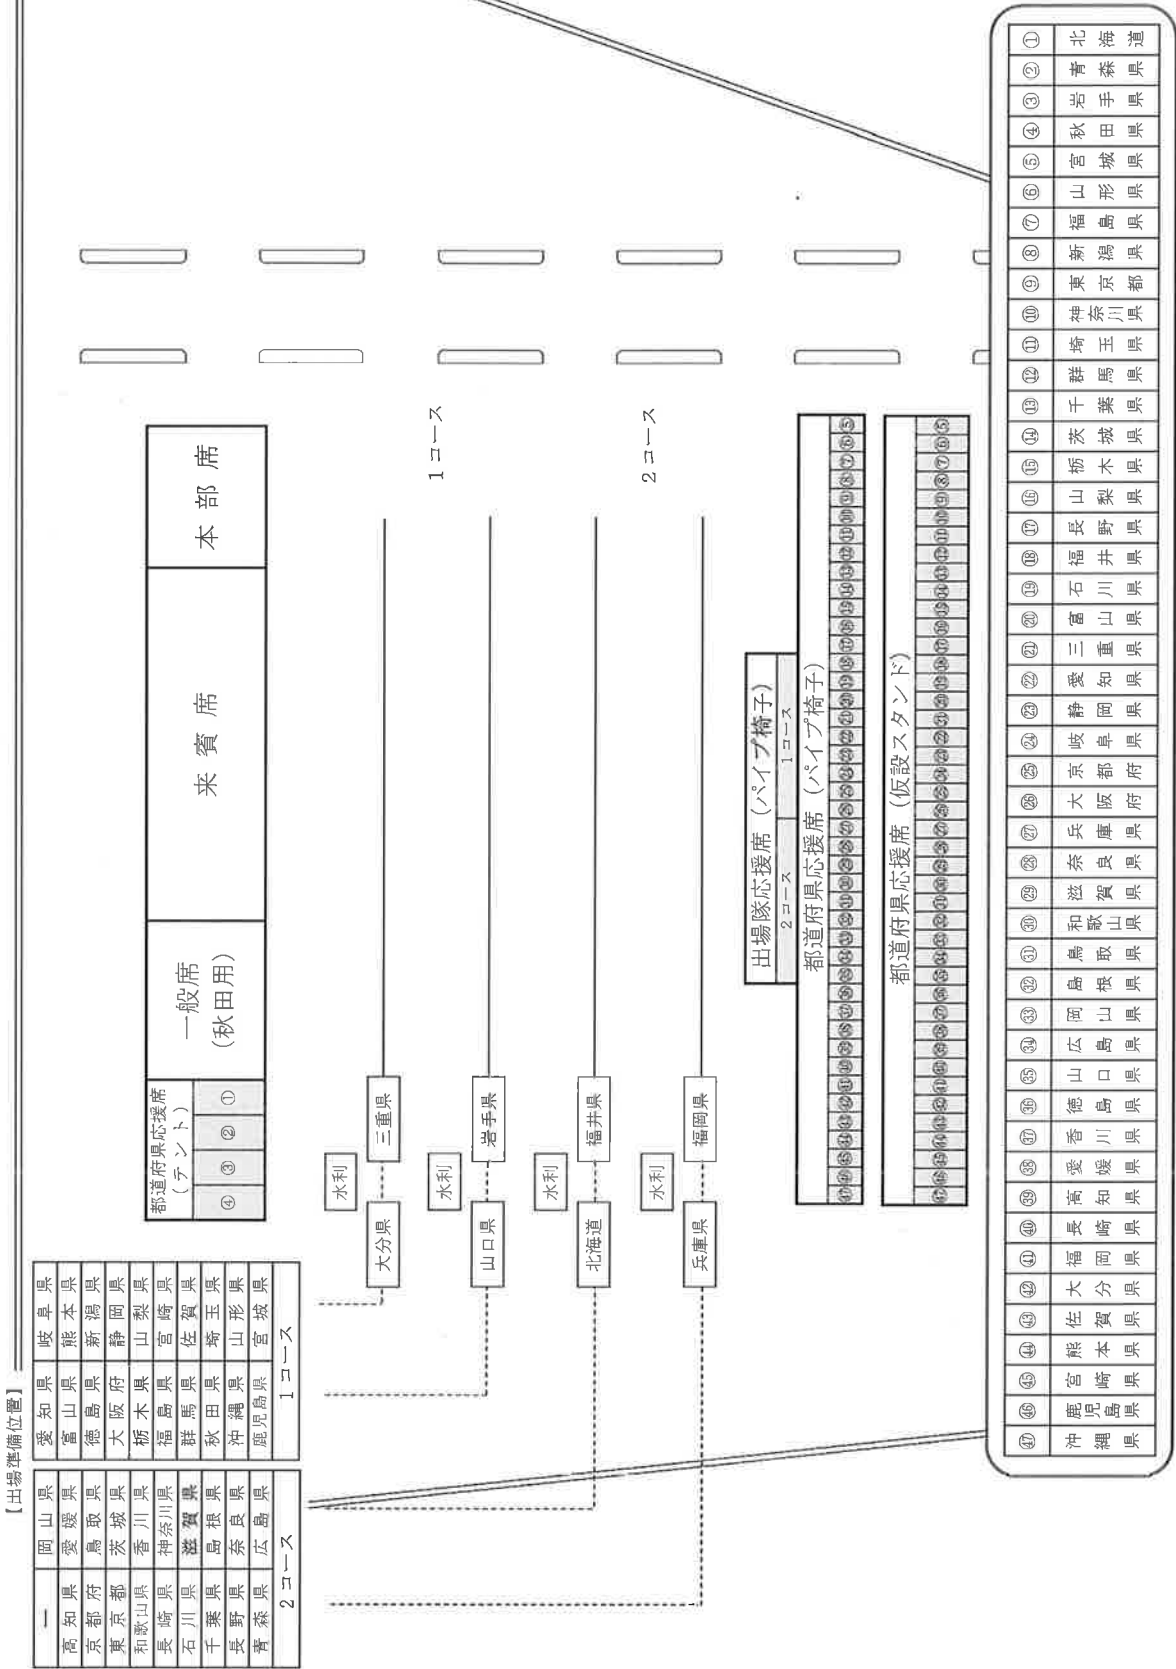 【出場準備位置】
一 岡山県 愛知県 岐阜県
高知県 愛媛県 富山県 熊本県
京都府 鳥取県 徳島県 新潟県
東京都 茨城県 大阪府 静岡県
和歌山県 香川県 栃木県 山梨県
長崎県 神奈川県 福島県 宮崎県
石川県 滋賀県 群馬県 佐賀県
千葉県 島根県 秋田県 埼玉県
長野県 奈良県 沖縄県 山形県
青森県 広島県 鹿児島県 宮城県
2コース 1コース
都道府県応援席
(テント)
④ ③ ② ①
一般席
(秋田用)
来賓席
本部席
水利
大分県 三重県
1コース
水利
山口県 岩手県
水利
北海道 福井県
2コース
水利
兵庫県 福岡県
出場隊応援席(パイプ椅子)
2コース 1コース
都道府県応援席(パイプ椅子)
都道府県応援席(仮設スタンド)
㊼ ㊻ ㊺ ㊹ ㊸ ㊷ ㊶ ㊵ ㊴ ㊳ ㊲ ㊱ ㉟ ㉞ ㉝ ㉜ ㉛ ㉚ ㉙ ㉘ ㉗ ㉖ ㉕ ㉔ ㉓ ㉒ ㉑ ⑳ ⑲ ⑱ ⑰ ⑯ ⑮ ⑭ ⑬ ⑫ ⑪ ⑩ ⑨ ⑧ ⑦ ⑥ ⑤ ④ ③ ② ①
沖縄県 鹿児島県 宮崎県 熊本県 佐賀県 大分県 福岡県 長崎県 高知県 愛媛県 香川県 徳島県 山口県 広島県 岡山県 島根県 鳥取県 和歌山県 滋賀県 奈良県 兵庫県 大阪府 京都府 岐阜県 静岡県 愛知県 三重県 富山県 石川県 福井県 長野県 山梨県 栃木県 茨城県 千葉県 群馬県 埼玉県 神奈川県 東京都 新潟県 福島県 山形県 宮城県 秋田県 岩手県 青森県 北海道